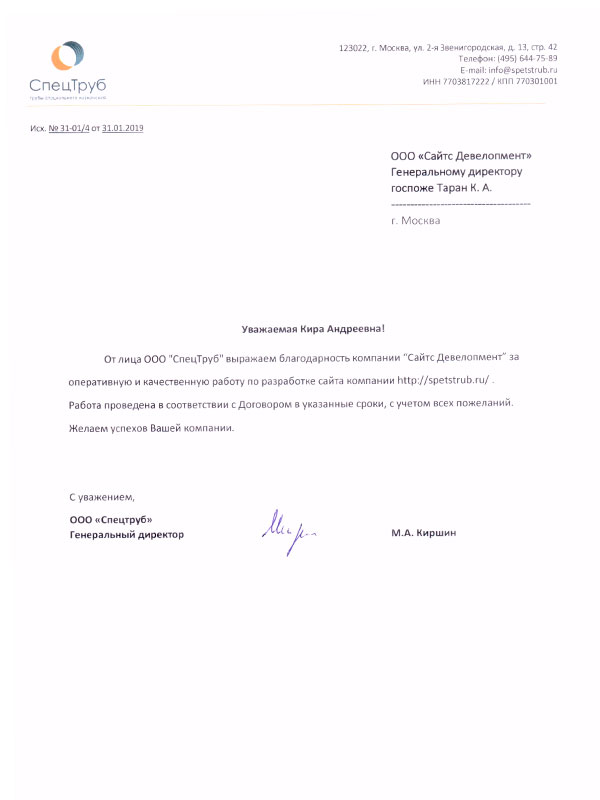 СпецТруб
трубы специального назначения
123022, г. Москва, ул. 2-я Звенигородская, д. 13, стр. 42
Телефон: (495) 644-75-89
E-mail: info@spetstrub.ru
ИНН 7703817222 / КПП 770301001
Исх. № 31-01/4 от 31.01.2019
ООО «Сайтс Девелопмент»
Генеральному директору
госпоже Таран К. А.
-------------------------------------
г. Москва
Уважаемая Кира Андреевна!
От лица ООО "СпецТруб" выражаем благодарность компании “Сайтс Девелопмент” за
оперативную и качественную работу по разработке сайта компании http://spetstrub.ru/ .
Работа проведена в соответствии с Договором в указанные сроки, с учетом всех пожеланий.
Желаем успехов Вашей компании.
С уважением,
ООО «Спецтруб»
Генеральный директор
М.А. Киршин